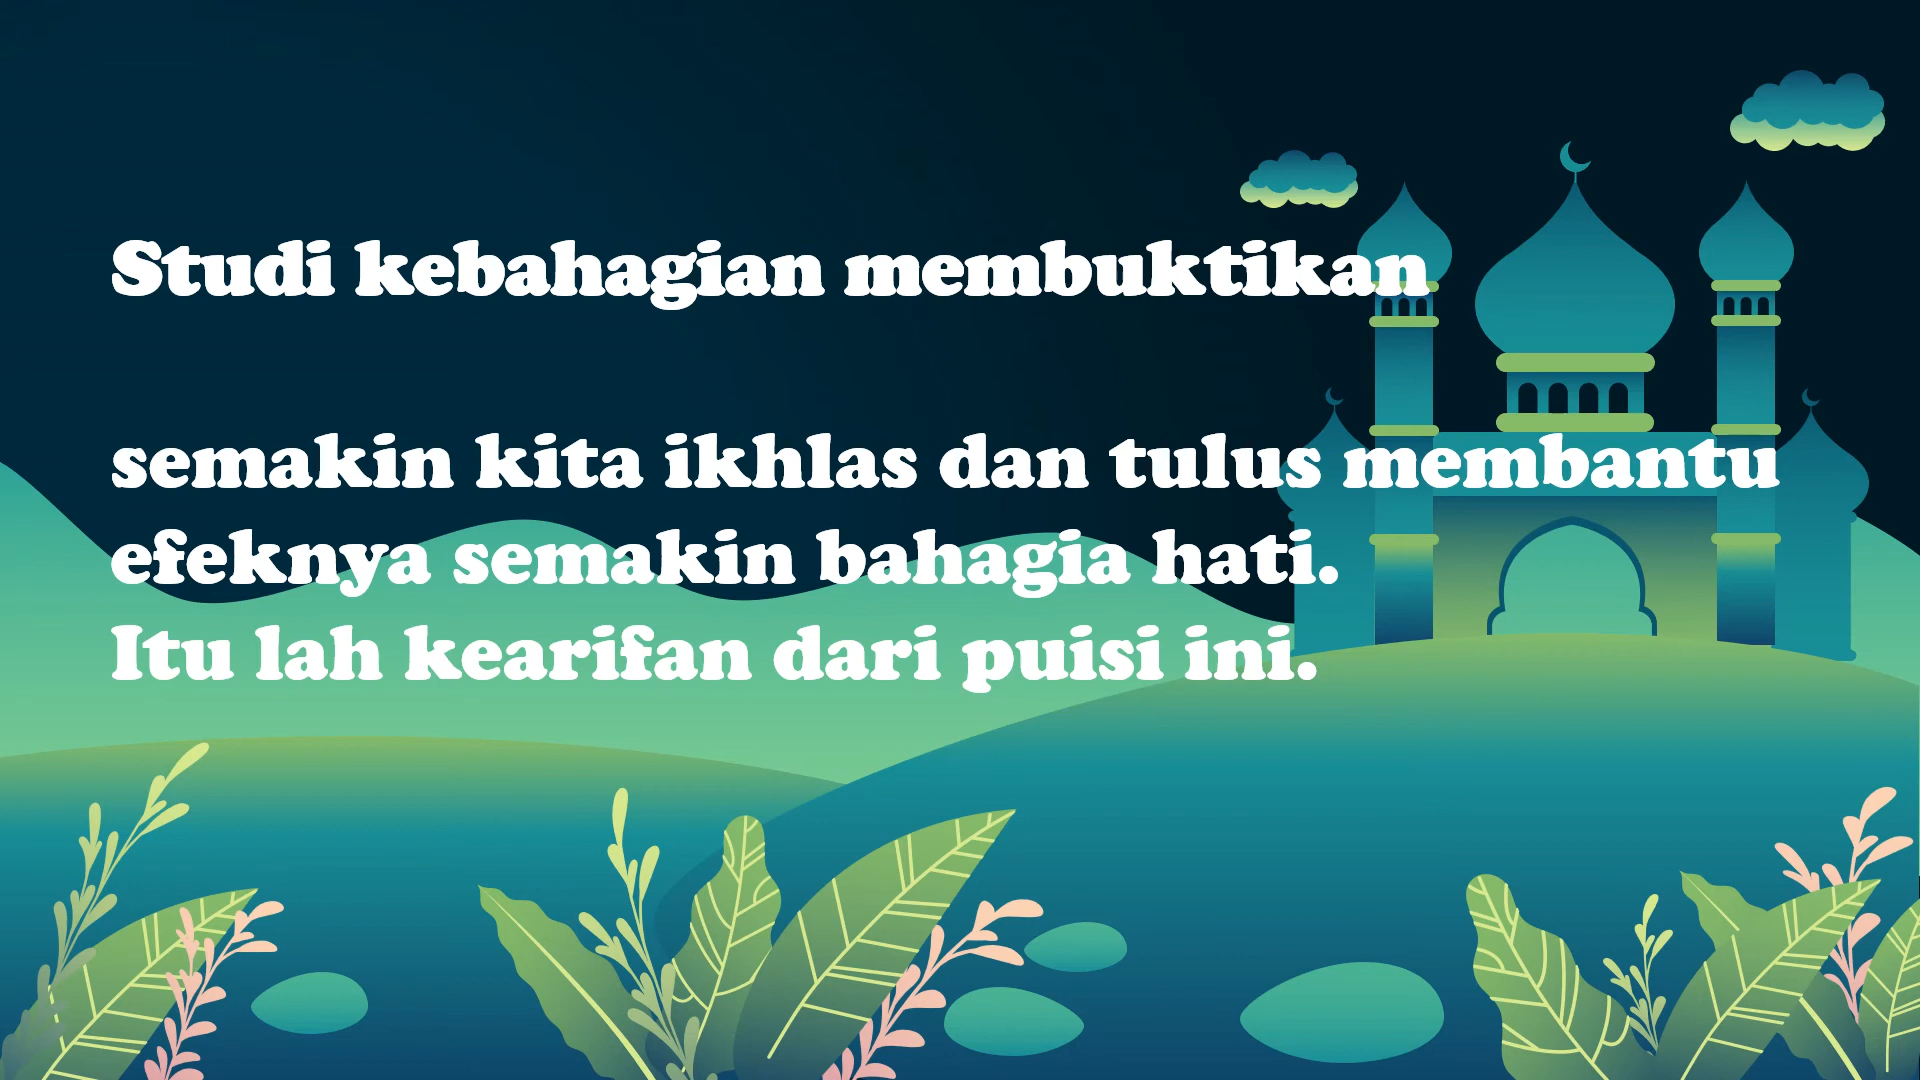 Studi kebahagian membuktikan
semakin kita ikhlas dan tulus membantu
efeknya semakin bahagia hati.
Itu lah kearifan dari puisi ini.